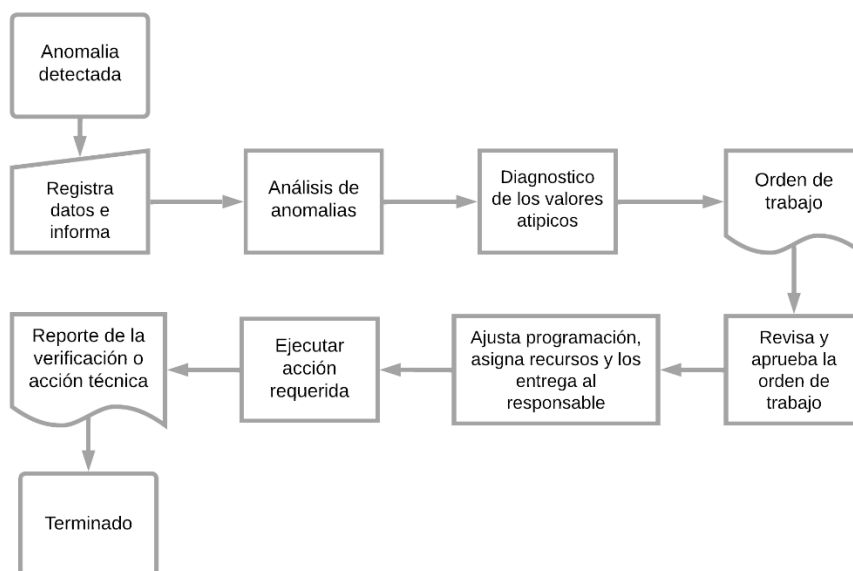 Anomalia
detectada
Registra
datos e
informa
Análisis de
anomalias
Diagnostico
de los valores
atipicos
Orden de
trabajo
Revisa y
aprueba la
orden de
trabajo
Ajusta programación,
asigna recursos y los
entrega al
responsable
Ejecutar
acción
requerida
Reporte de la
verificación o
acción técnica
Terminado